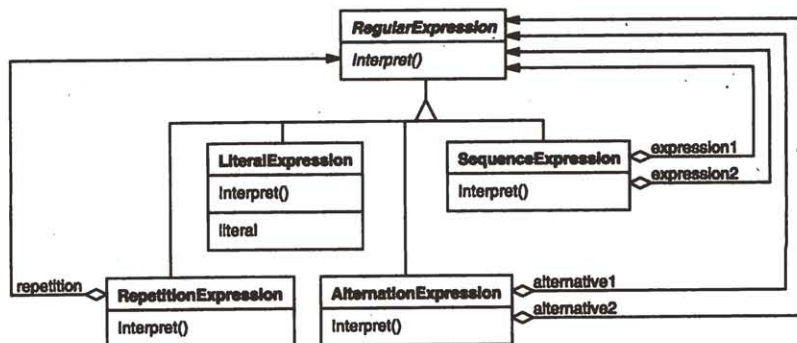 RegularExpression
Interpret()
LiteralExpression
Interpret()
literal
SequenceExpression
Interpret()
expression1
expression2
repetition
RepetitionExpression
Interpret()
AlternationExpression
Interpret()
alternative1
alternative2